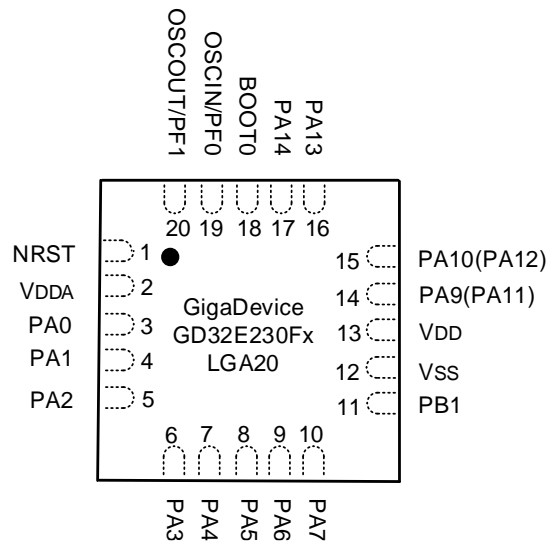 OSCOUT/PF1
OSCIN/PF0
BOOT0
PA14
PA13
20 19 18 17 16
NRST 1
VDDA 2
PA0 3
PA1 4
PA2 5
GigaDevice
GD32E230Fx
LGA20
15 PA10(PA12)
14 PA9(PA11)
13 VDD
12 VSS
11 PB1
6 7 8 9 10
PA3
PA4
PA5
PA6
PA7